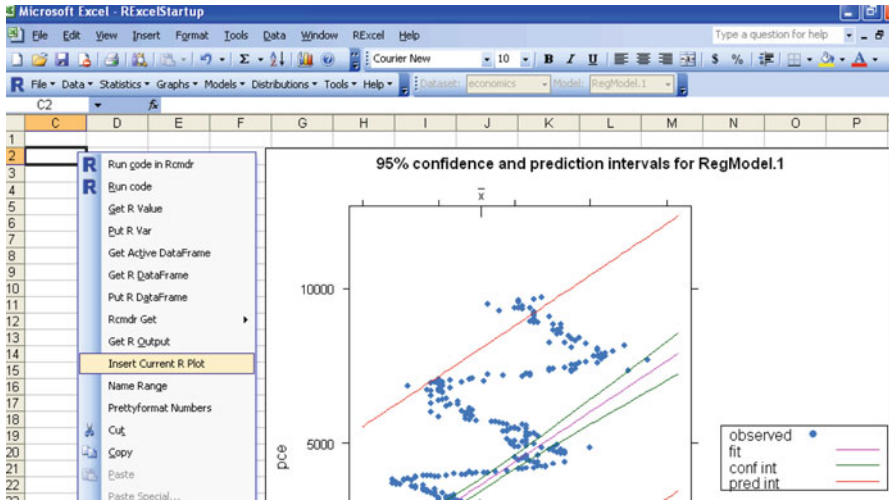 Microsoft Excel - RExcelStartup
File Edit View Insert Format Tools Data Window RExcel Help Type a question for help
Courier New 10 B I U $ %
R File Data Statistics Graphs Models Distributions Tools Help Dataset: economics Model: RegModel.1
C2 fx
C D E F G H I J K L M N O P
1
2
3
4
5
6
7
8
9
10
11
12
13
14
15
16
17
18
19
20
21
22
R Run code in Rcmdr
R Run code
Get R Value
Put R Var
Get Active DataFrame
Get R DataFrame
Put R DataFrame
Rcmdr Get
Get R Output
Insert Current R Plot
Name Range
Prettyformat Numbers
Cut
Copy
Paste
Paste Special...
95% confidence and prediction intervals for RegModel.1
x̄
10000
5000
pce
observed
fit
conf int
pred int